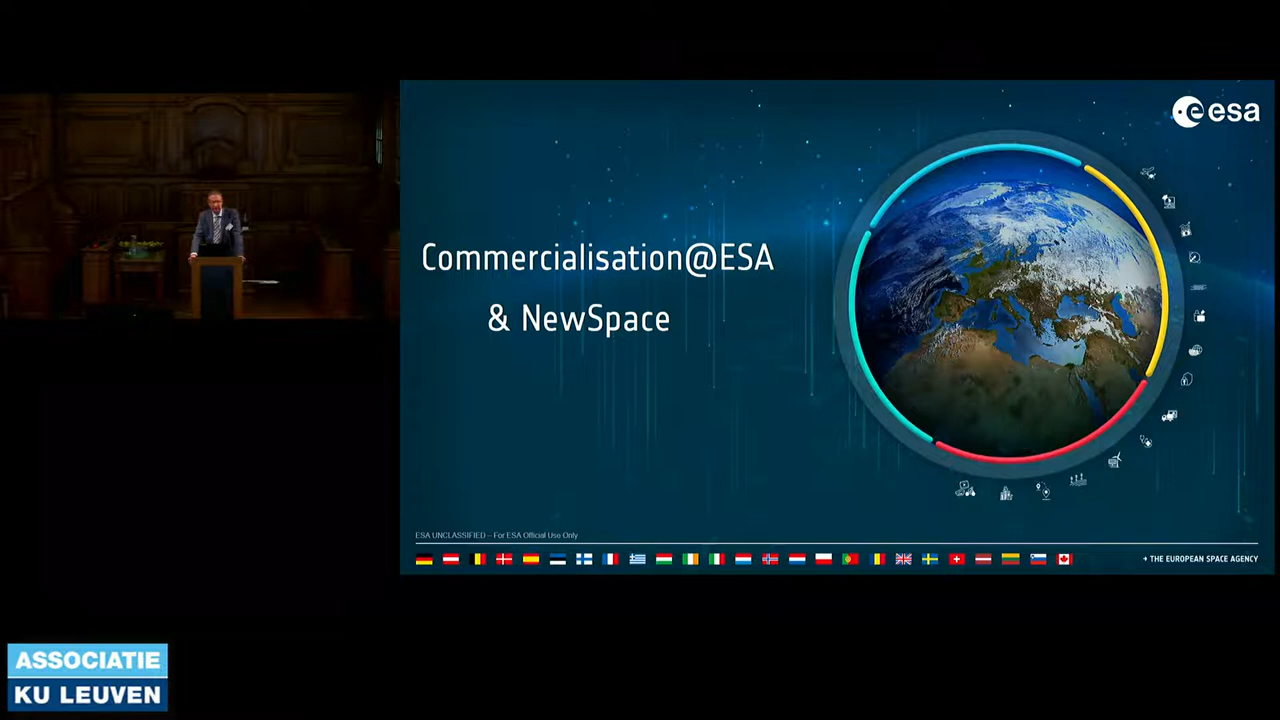 esa
Commercialisation@ESA
& NewSpace
ESA UNCLASSIFIED – For ESA Official Use Only
→ THE EUROPEAN SPACE AGENCY
ASSOCIATIE
KU LEUVEN